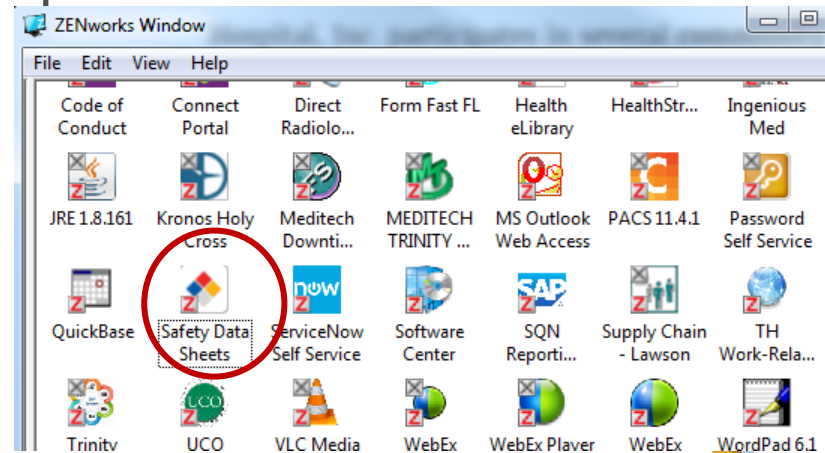 ZENworks Window
File Edit View Help
Code of Conduct
Connect Portal
Direct Radiolo...
Form Fast FL
Health eLibrary
HealthStr...
Ingenious Med
JRE 1.8.161
Kronos Holy Cross
Meditech Downti...
MEDITECH TRINITY ...
MS Outlook Web Access
PACS 11.4.1
Password Self Service
QuickBase
Safety Data Sheets
now
ServiceNow Self Service
Software Center
SAP
SQN Reporti...
Supply Chain - Lawson
TH Work-Rela...
Trinity
UCO
UCO
VLC Media
WebEx
WebEx Player
WebEx
WordPad 6.1